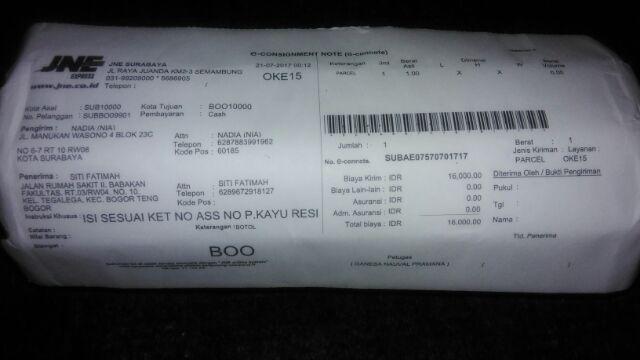 JNE
EXPRESS
www.jne.co.id
JNE SURABAYA
JL RAYA JUANDA KM2-3 SEMAMBUNG
031-99208000 * 5686605
Telepon :
21-07-2017 00:12
OKE15
E-CONSIGNMENT NOTE (E-connote)
Kota Asal : SUB10000 Kota Tujuan : BOO10000
No. Pelanggan : SUBBO09901 Pembayaran : Cash
Pengirim : NADIA (NIA)
JL. MANUKAN WASONO 4 BLOK 23C
NO 6-7 RT 10 RW08
KOTA SURABAYA
Attn : NADIA (NIA)
Telepon : 6287883991962
Kode Pos : 60185
Penerima : SITI FATIMAH
JALAN RUMAH SAKIT II. BABAKAN
FAKULTAS, RT.03/RW04. NO. 10,
KEL. TEGALEGA, KEC BOGOR TENG
BOGOR
Attn : SITI FATIMAH
Telepon : 6289672918127
Kode Pos :
Instruksi Khusus : ISI SESUAI KET NO ASS NO P.KAYU RESI
Catatan : Keterangan : BOTOL
Nilai Barang :
BOO
Keterangan Jml Berat Asli Dimensi L H W Berat Volume
PARCEL 1 1.00 X X 0.00
Jumlah : 1 Berat : 1
Jenis Kiriman : Layanan :
No. E-connote. SUBAE07570701717 PARCEL OKE15
Biaya Kirim : IDR 16,000.00
Biaya Lain-lain : IDR 0.00
Asuransi : IDR 0.00
Adm. Asuransi : IDR 0.00
Total biaya : IDR 16,000.00
Diterima Oleh / Bukti Pengiriman
Pukul :
Tgl :
Nama :
Ttd. Penerima
Petugas
( GANESA NAUVAL PRAMANA )